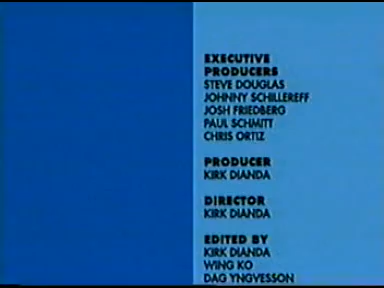 EXECUTIVE
PRODUCERS
STEVE DOUGLAS
JOHNNY SCHILLEREFF
JOSH FRIEDBERG
PAUL SCHMITT
CHRIS ORTIZ
PRODUCER
KIRK DIANDA
DIRECTOR
KIRK DIANDA
EDITED BY
KIRK DIANDA
WING KO
DAG YNGVESSON